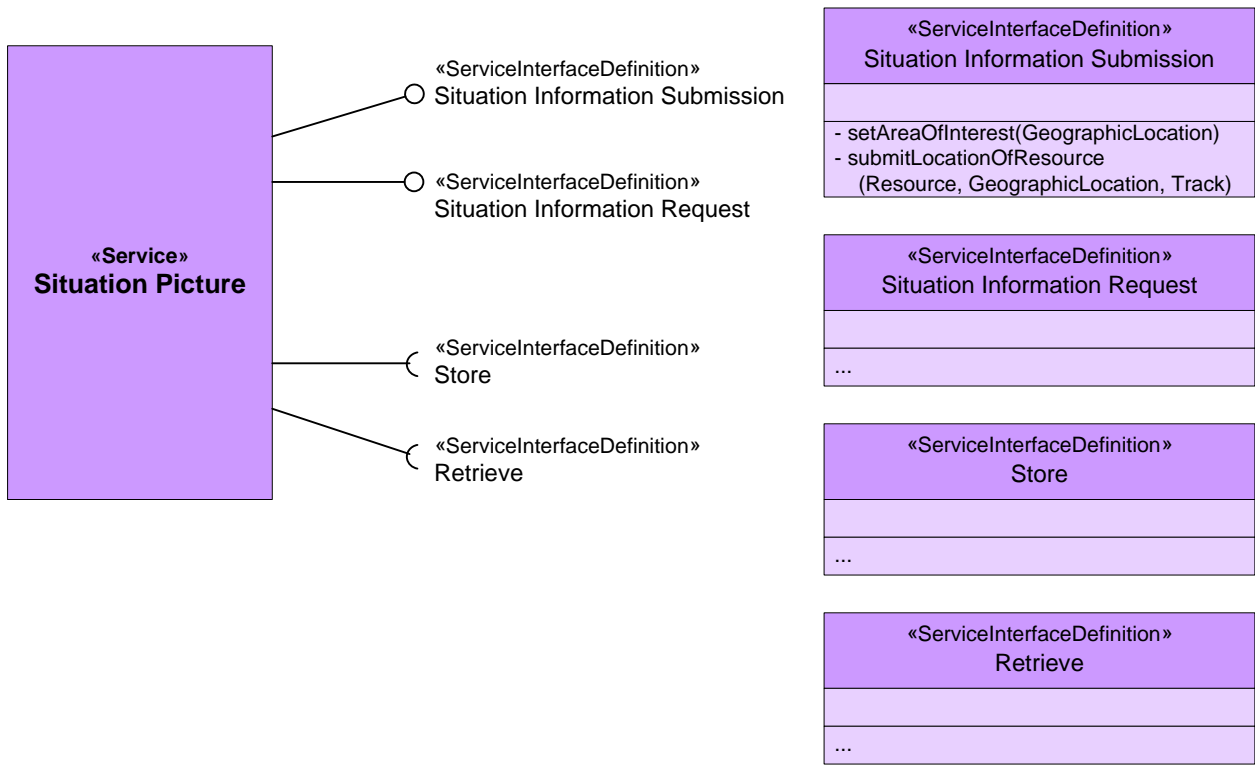 «Service»
Situation Picture
«ServiceInterfaceDefinition»
Situation Information Submission
«ServiceInterfaceDefinition»
Situation Information Request
«ServiceInterfaceDefinition»
Store
«ServiceInterfaceDefinition»
Retrieve
«ServiceInterfaceDefinition»
Situation Information Submission
- setAreaOfInterest(GeographicLocation)
- submitLocationOfResource
(Resource, GeographicLocation, Track)
«ServiceInterfaceDefinition»
Situation Information Request
...
«ServiceInterfaceDefinition»
Store
...
«ServiceInterfaceDefinition»
Retrieve
...